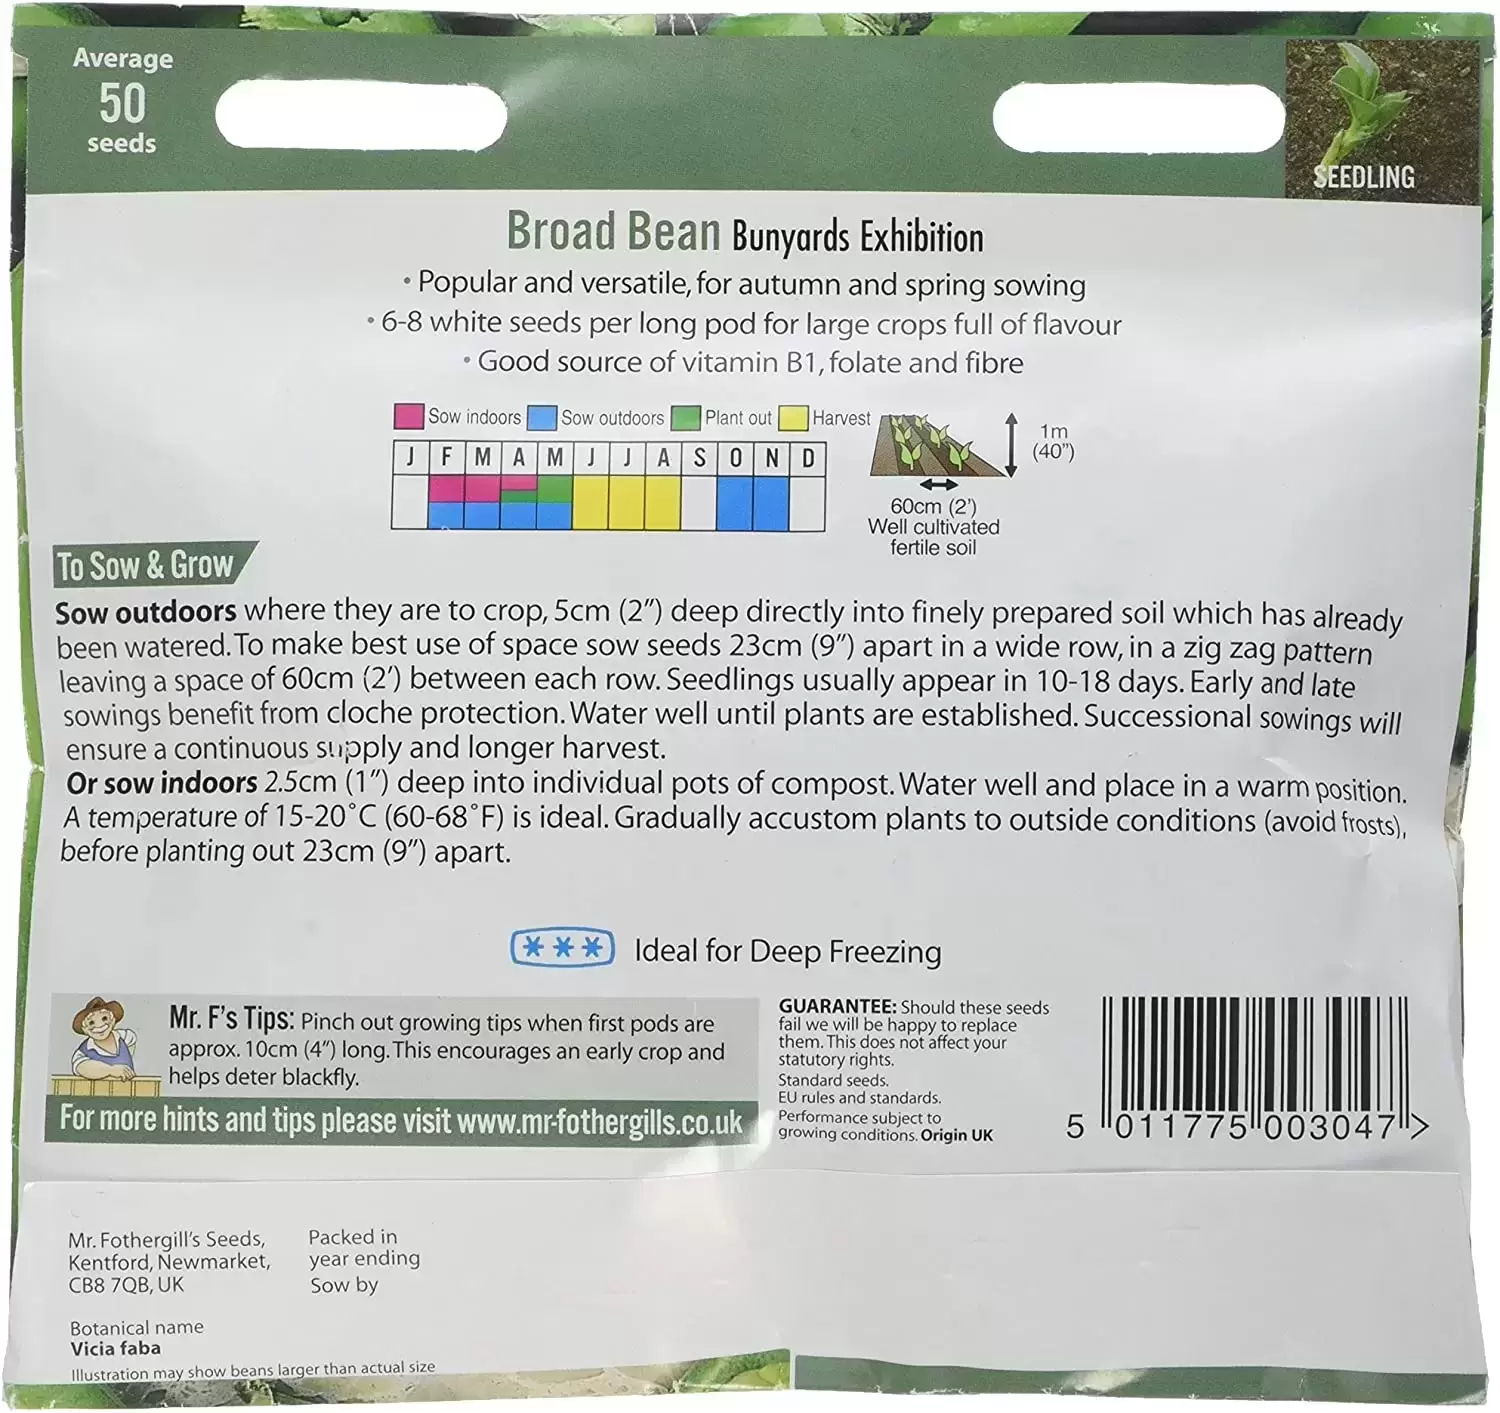 Average
50
seeds
SEEDLING
Broad Bean Bunyards Exhibition
• Popular and versatile, for autumn and spring sowing
• 6-8 white seeds per long pod for large crops full of flavour
• Good source of vitamin B1, folate and fibre
Sow indoors Sow outdoors Plant out Harvest
J F M A M J J A S O N D
1m
(40")
60cm (2')
Well cultivated
fertile soil
To Sow & Grow
Sow outdoors where they are to crop, 5cm (2") deep directly into finely prepared soil which has already
been watered. To make best use of space sow seeds 23cm (9") apart in a wide row, in a zig zag pattern
leaving a space of 60cm (2') between each row. Seedlings usually appear in 10-18 days. Early and late
sowings benefit from cloche protection. Water well until plants are established. Successional sowings will
ensure a continuous supply and longer harvest.
Or sow indoors 2.5cm (1") deep into individual pots of compost. Water well and place in a warm position.
A temperature of 15-20˚C (60-68˚F) is ideal. Gradually accustom plants to outside conditions (avoid frosts),
before planting out 23cm (9") apart.
*** Ideal for Deep Freezing
Mr. F's Tips: Pinch out growing tips when first pods are
approx. 10cm (4") long. This encourages an early crop and
helps deter blackfly.
For more hints and tips please visit www.mr-fothergills.co.uk
GUARANTEE: Should these seeds
fail we will be happy to replace
them. This does not affect your
statutory rights.
Standard seeds.
EU rules and standards.
Performance subject to
growing conditions. Origin UK
5 011775 003047 >
Mr. Fothergill's Seeds,
Kentford, Newmarket,
CB8 7QB, UK
Packed in
year ending
Sow by
Botanical name
Vicia faba
Illustration may show beans larger than actual size